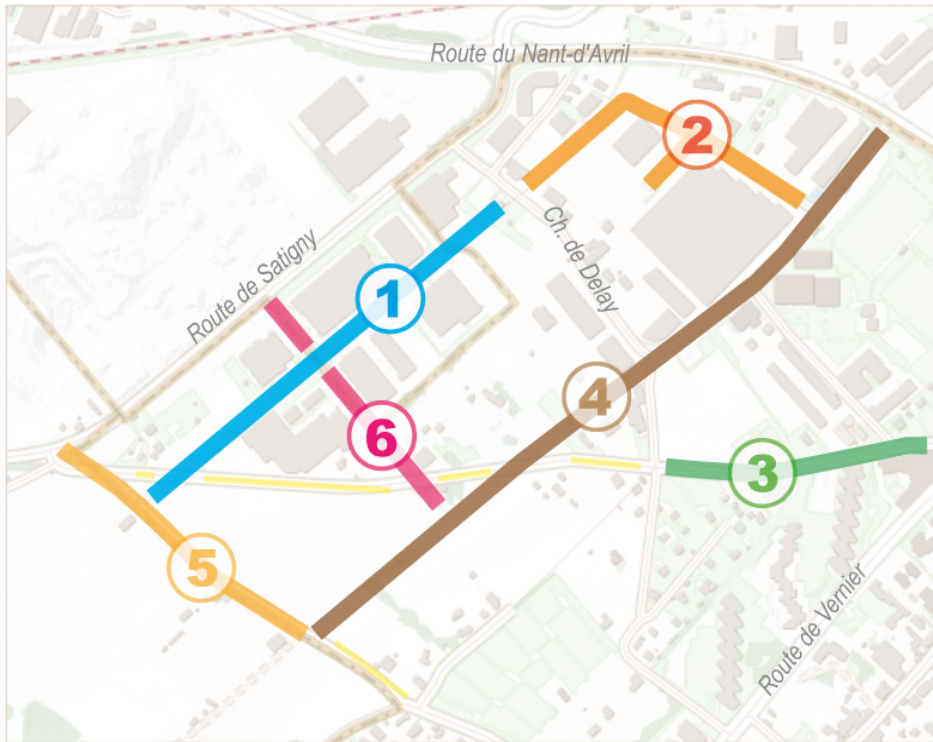 Route du Nant-d'Avril
2
Ch. de Delay
Route de Satigny
1
4
6
3
5
Route de Vernier